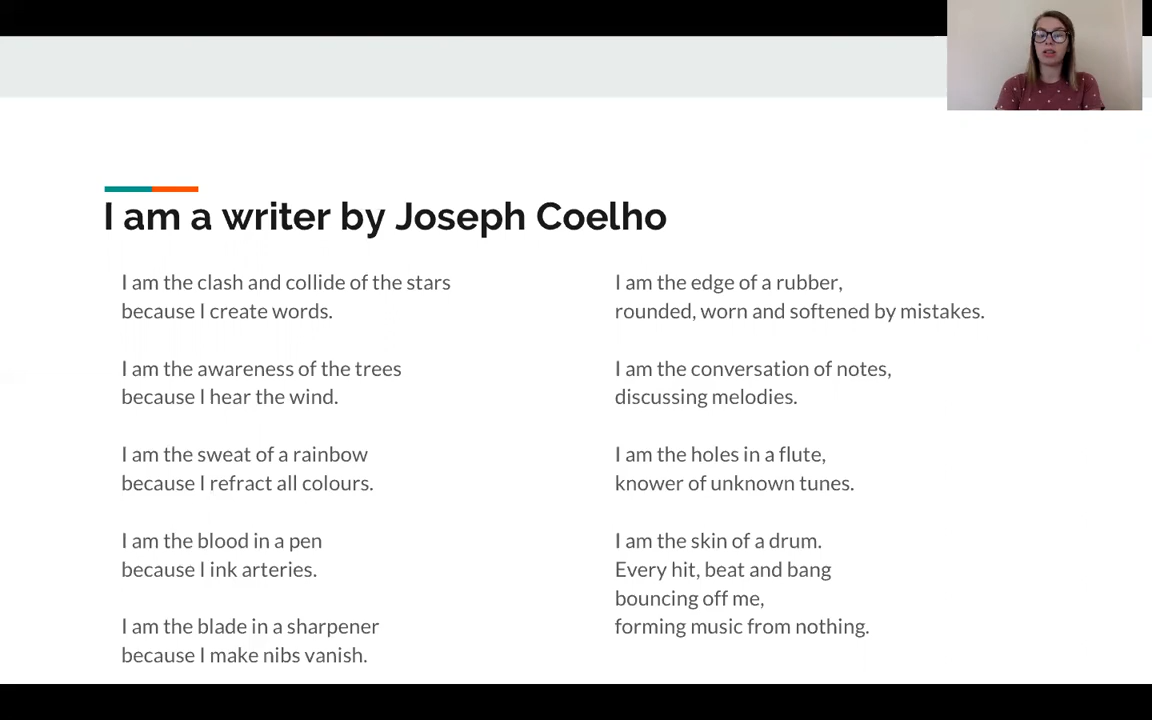 I am a writer by Joseph Coelho
I am the clash and collide of the stars
because I create words.
I am the awareness of the trees
because I hear the wind.
I am the sweat of a rainbow
because I refract all colours.
I am the blood in a pen
because I ink arteries.
I am the blade in a sharpener
because I make nibs vanish.
I am the edge of a rubber,
rounded, worn and softened by mistakes.
I am the conversation of notes,
discussing melodies.
I am the holes in a flute,
knower of unknown tunes.
I am the skin of a drum.
Every hit, beat and bang
bouncing off me,
forming music from nothing.